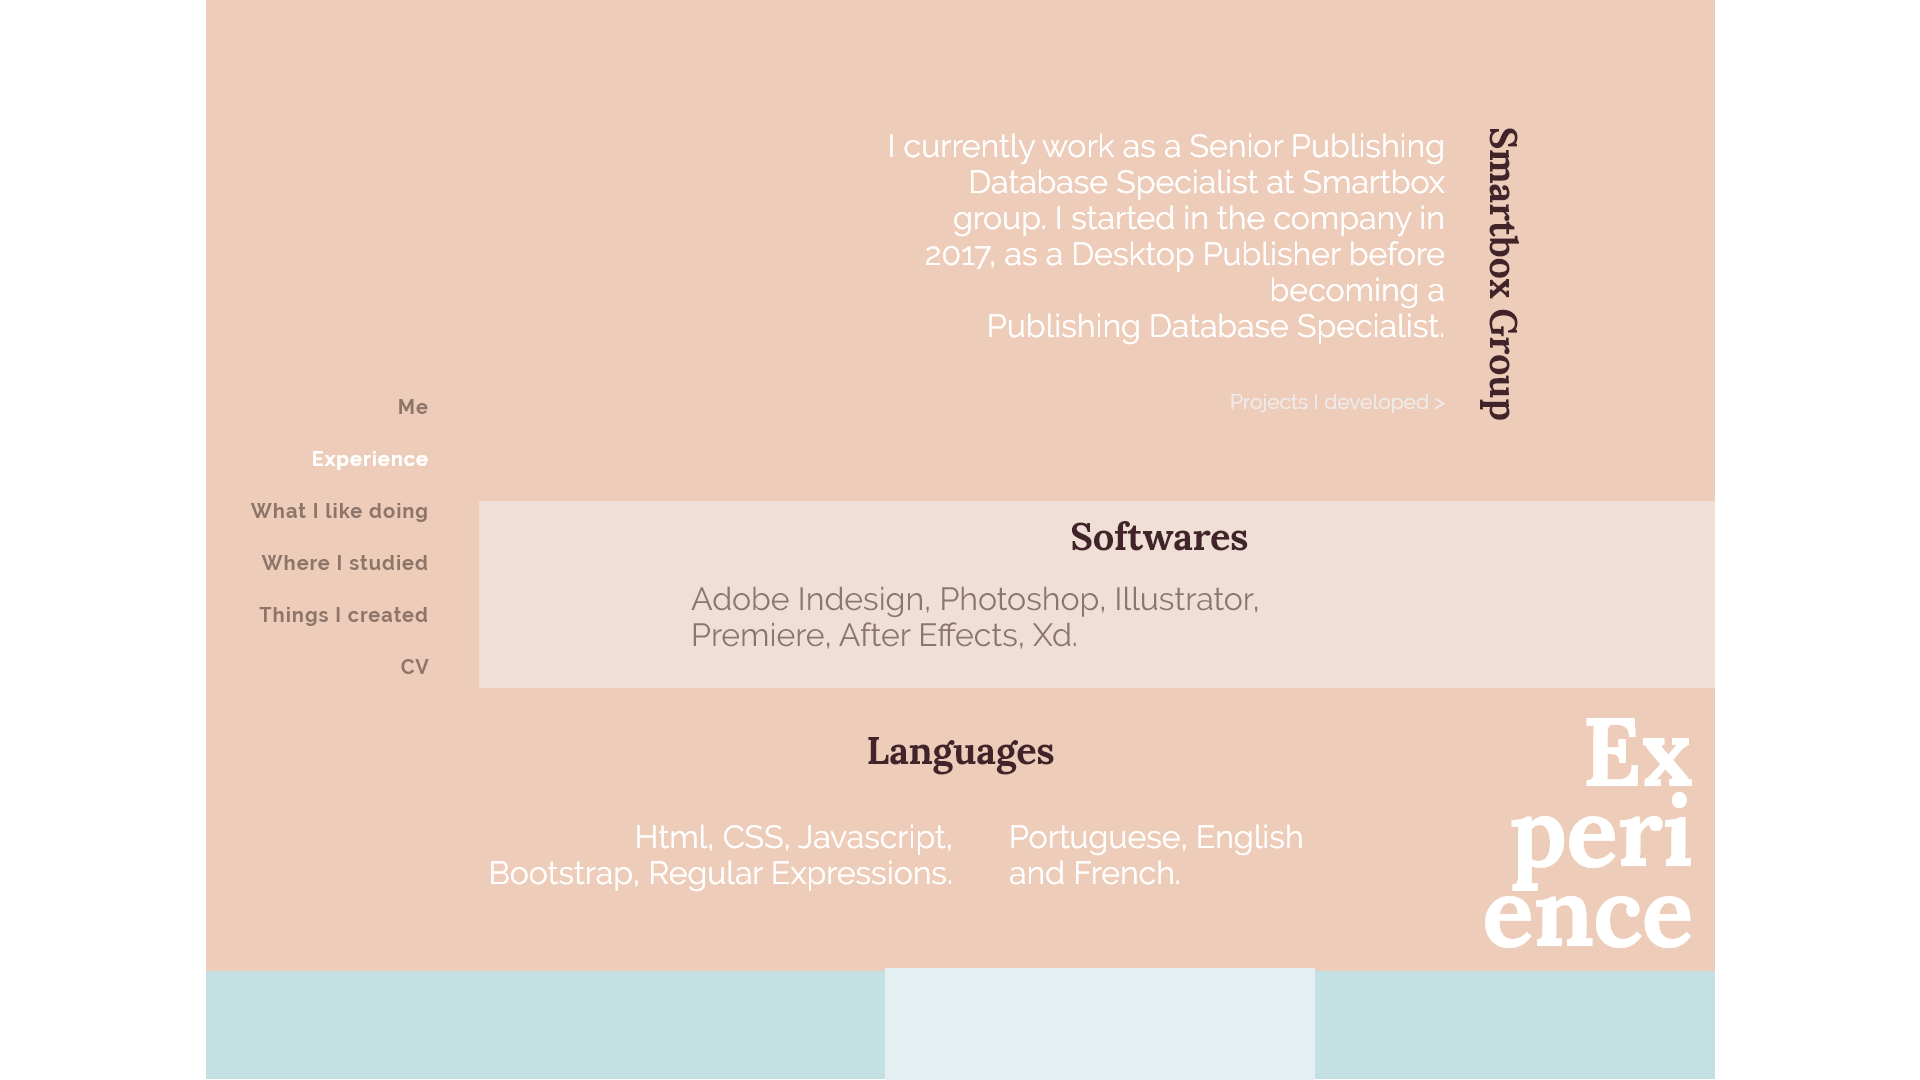 I currently work as a Senior Publishing
Database Specialist at Smartbox
group. I started in the company in
2017, as a Desktop Publisher before
becoming a
Publishing Database Specialist.
Projects I developed >
Smartbox Group
Me
Experience
What I like doing
Where I studied
Things I created
CV
Softwares
Adobe Indesign, Photoshop, Illustrator,
Premiere, After Effects, Xd.
Languages
Html, CSS, Javascript,
Bootstrap, Regular Expressions.
Portuguese, English
and French.
Ex
peri
ence